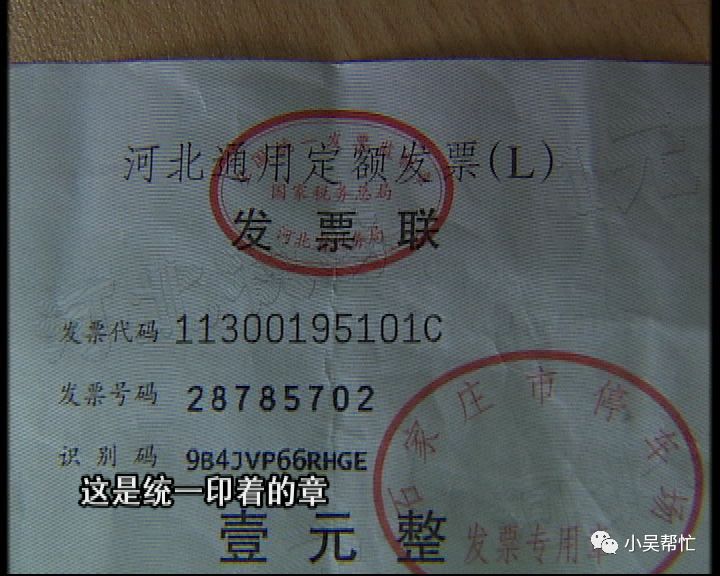 河北通用定额发票(L)
国家税务总局
发票联
发票代码 11300195101C
发票号码 28785702
识别码 9B4JVP66RHGE
石家庄市停车场
发票专用章
这是统一印着的章
壹元整
小吴帮忙